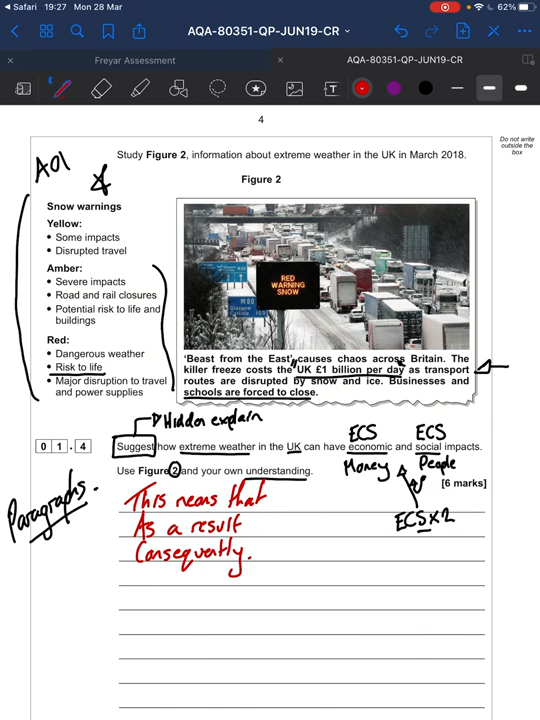 Safari 19:27 Mon 28 Mar 62%
AQA-80351-QP-JUN19-CR
Freyar Assessment
AQA-80351-QP-JUN19-CR
4
Do not write
outside the
box
Study Figure 2, information about extreme weather in the UK in March 2018.
AO1
Figure 2
Snow warnings
Yellow:
• Some impacts
• Disrupted travel
Amber:
• Severe impacts
• Road and rail closures
• Potential risk to life and
buildings
Red:
• Dangerous weather
• Risk to life
• Major disruption to travel
and power supplies
RED
WARNING
SNOW
M80
Glasgow
'Beast from the East' causes chaos across Britain. The
killer freeze costs the UK £1 billion per day as transport
routes are disrupted by snow and ice. Businesses and
schools are forced to close.
Hidden explain
ECS ECS
0 1 . 4 Suggest how extreme weather in the UK can have economic and social impacts.
Money People
Use Figure 2 and your own understanding.
[6 marks]
Paragraphs.
This means that
As a result
Consequently.
ECS x 2